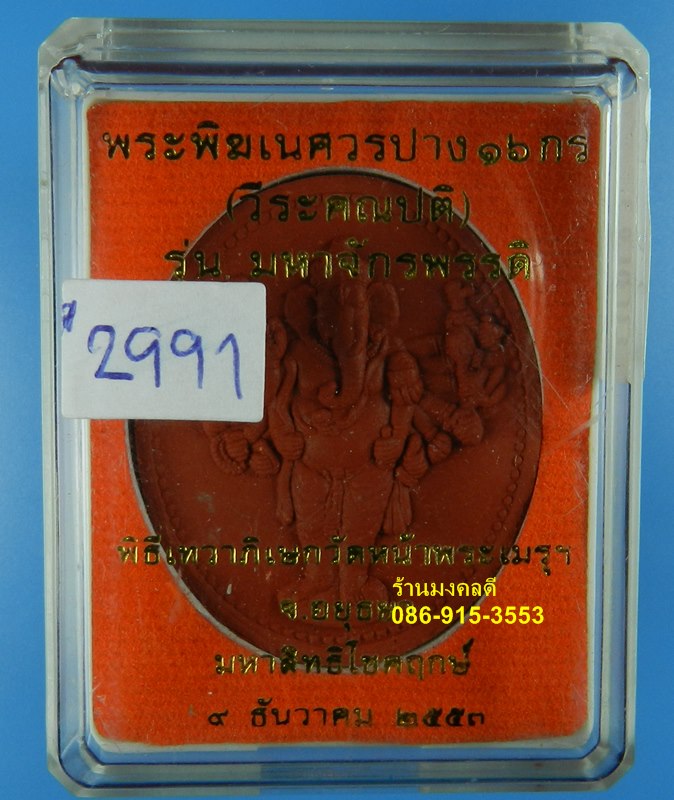 พระพิฆเนศวรปาง ๑๖ กร
(วีระคณปติ)
รุ่น มหาจักรพรรดิ
2991
พิธีเทวาภิเษกวัดหน้าพระเมรุฯ
ร้านมงคลดี
086-915-3553
มหาสิทธิโชคฤกษ์
๙ ธันวาคม ๒๕๕๓